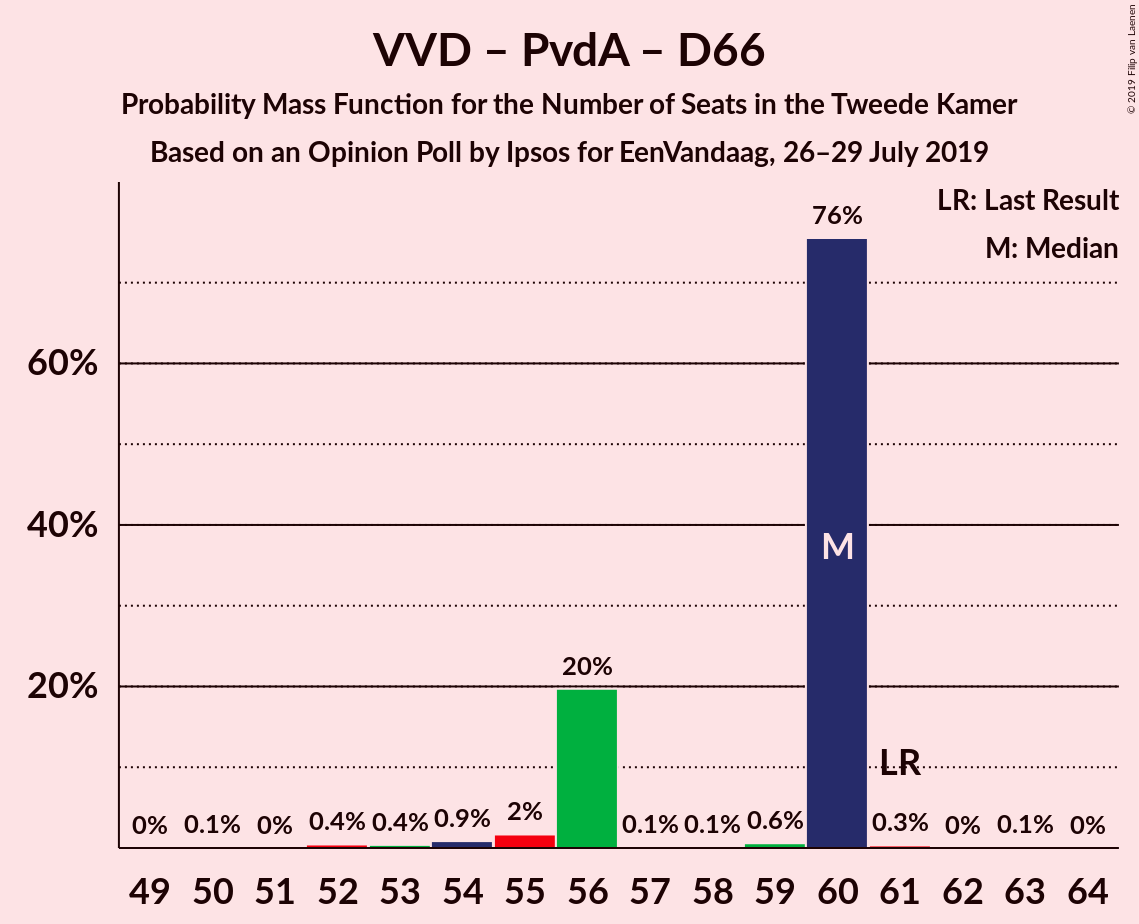 VVD – PvdA – D66
Probability Mass Function for the Number of Seats in the Tweede Kamer
Based on an Opinion Poll by Ipsos for EenVandaag, 26–29 July 2019
© 2019 Filip van Laenen
LR: Last Result
M: Median
60%
40%
20%
0% 0.1% 0% 0.4% 0.4% 0.9% 2% 20% 0.1% 0.1% 0.6% 76% 0.3% 0% 0.1% 0%
M
LR
49 50 51 52 53 54 55 56 57 58 59 60 61 62 63 64